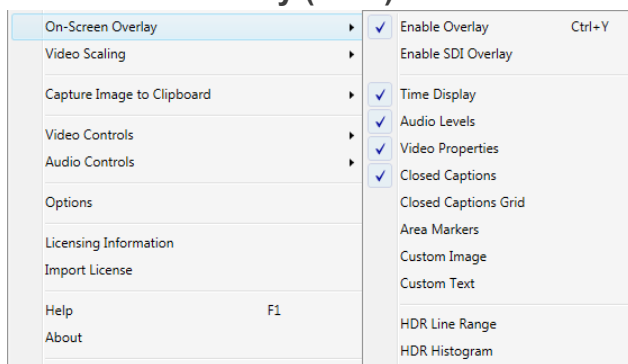 On-Screen Overlay
Video Scaling
Capture Image to Clipboard
Video Controls
Audio Controls
Options
Licensing Information
Import License
Help F1
About
Enable Overlay Ctrl+Y
Enable SDI Overlay
Time Display
Audio Levels
Video Properties
Closed Captions
Closed Captions Grid
Area Markers
Custom Image
Custom Text
HDR Line Range
HDR Histogram